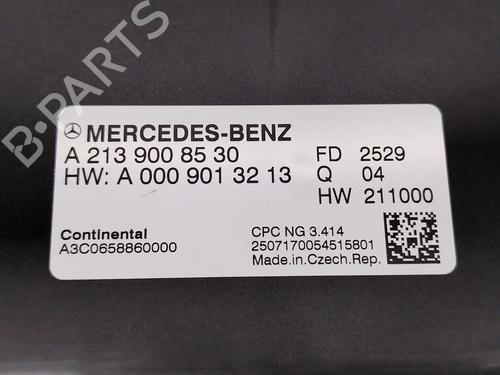 B-PARTS
MERCEDES-BENZ
A 213 900 85 30 FD 2529
HW: A 000 901 32 13 Q 04
HW 211000
Continental CPC NG 3.414
A3C0658860000 2507170054515801
Made.in.Czech.Rep.